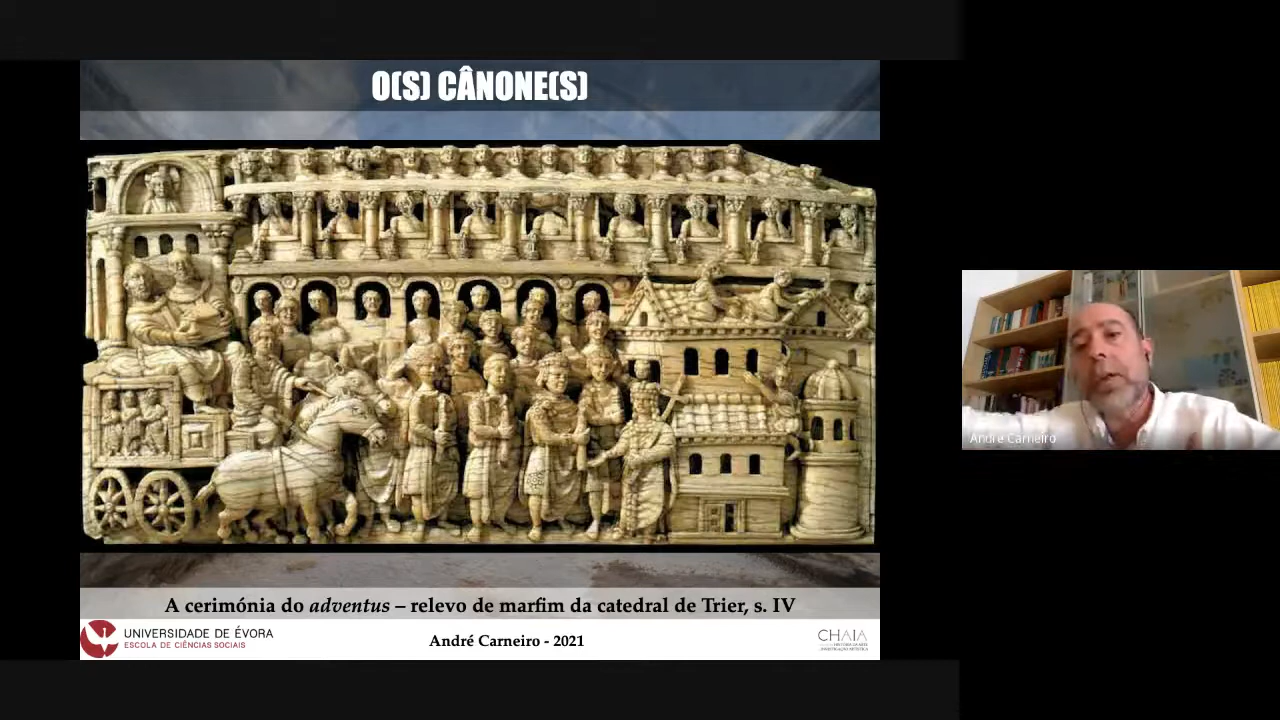 O(S) CÂNONE(S)
A cerimónia do adventus – relevo de marfim da catedral de Trier, s. IV
UNIVERSIDADE DE ÉVORA
ESCOLA DE CIÊNCIAS SOCIAIS
André Carneiro - 2021
CHAIA
André Carneiro